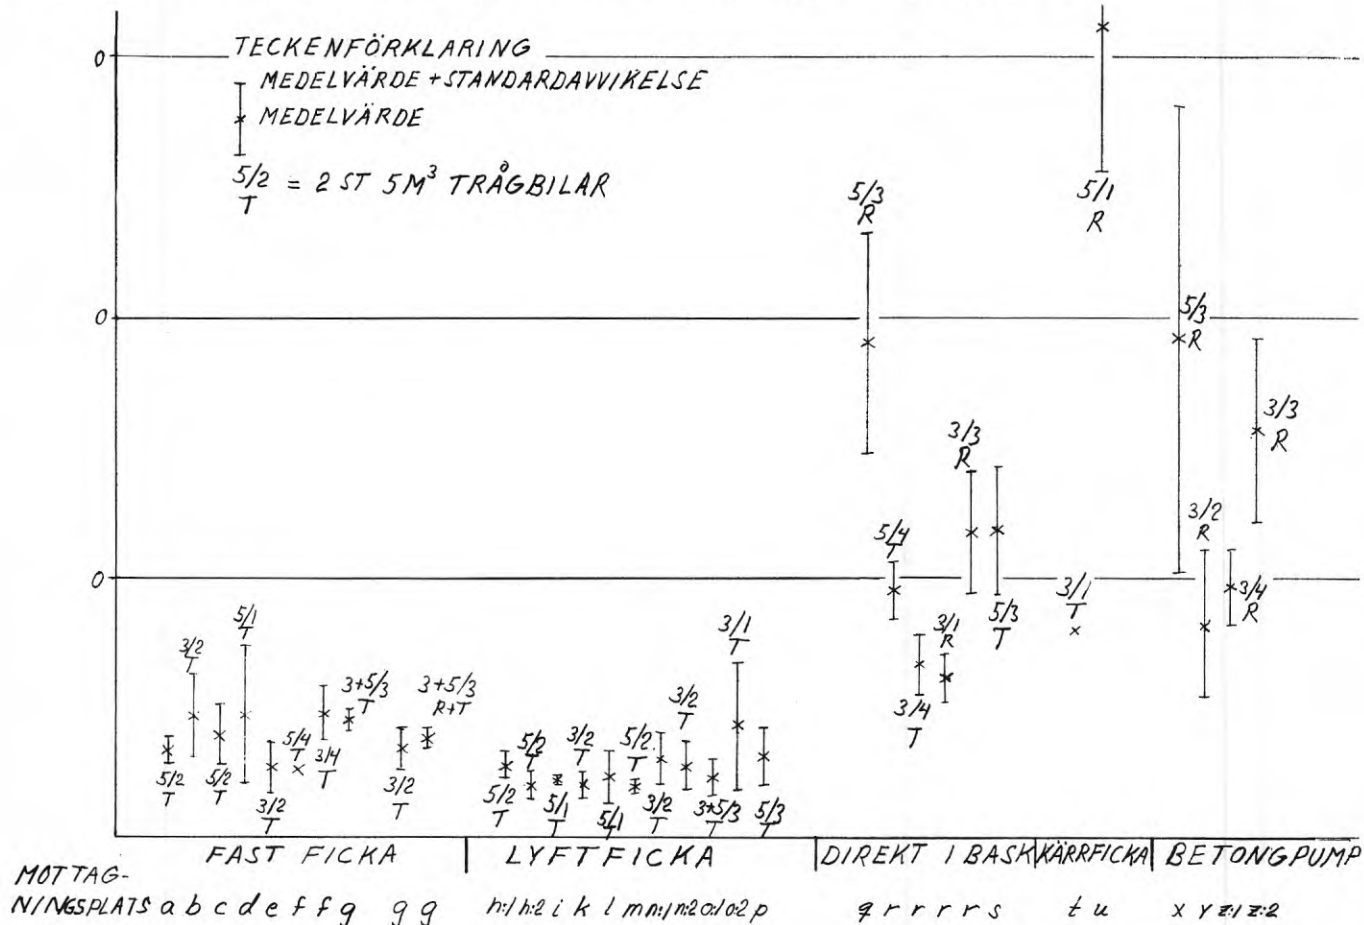 TECKENFÖRKLARING
0
MEDELVÄRDE + STANDARDAVVIKELSE
MEDELVÄRDE
5/2 = 2 ST 5M³ TRÅGBILAR
T
5/3
R
5/1
R
0
5/3
R
3/3
R
3/3
R
3/2
R
5/4
T
0
3/1
T
3/4
R
5/3
T
3/1
R
3/4
T
5/1
T
3/2
T
3+5/3
T
3+5/3
R+T
5/2
T
5/2
T
3/2
T
5/4
T
3/4
T
3/2
T
3/1
T
3/2
T
5/2
T
3/2
T
5/2
T
5/2
T
5/1
T
5/1
T
3/2
T
3+5/3
T
5/3
T
FAST FICKA LYFTFICKA DIREKT I BASK KÄRRFICKA BETONGPUMP
MOTTAG-
NINGSPLATS a b c d e f f g g g h:1 h:2 i k l m n:1 n:2 o:1 o:2 p q r r r r s t u x y z:1 z:2